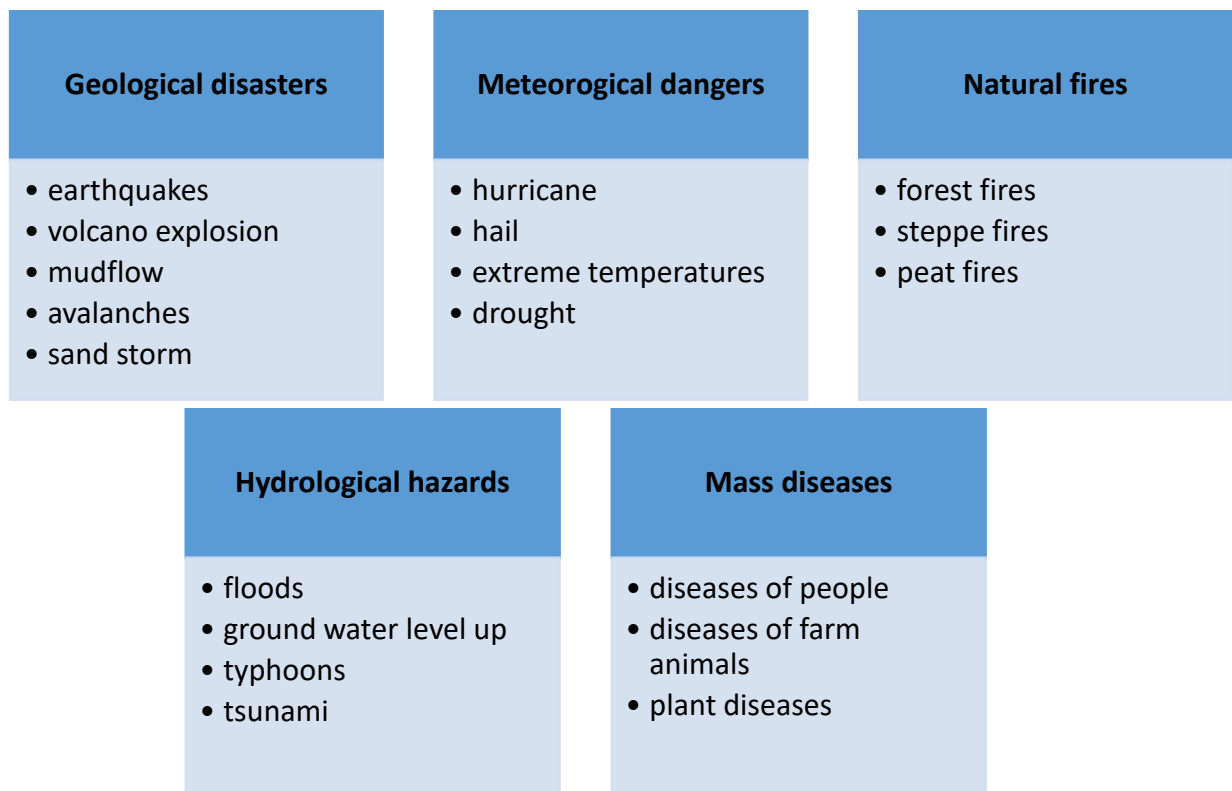 Geological disasters
• earthquakes
• volcano explosion
• mudflow
• avalanches
• sand storm
Meteorogical dangers
• hurricane
• hail
• extreme temperatures
• drought
Natural fires
• forest fires
• steppe fires
• peat fires
Hydrological hazards
• floods
• ground water level up
• typhoons
• tsunami
Mass diseases
• diseases of people
• diseases of farm
animals
• plant diseases